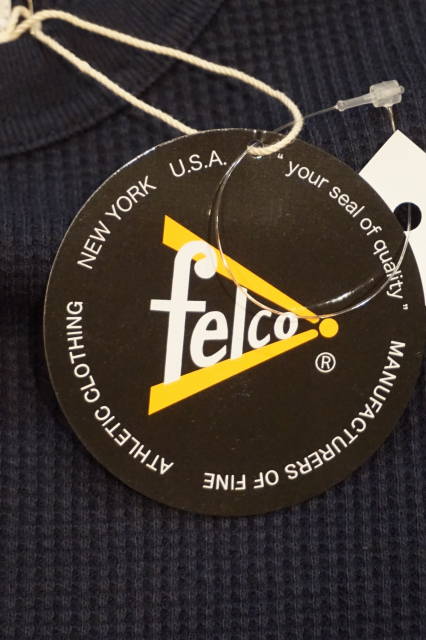 NEW YORK U.S.A.
"your seal of quality"
felco
®
MANUFACTURERS OF FINE
ATHLETIC CLOTHING